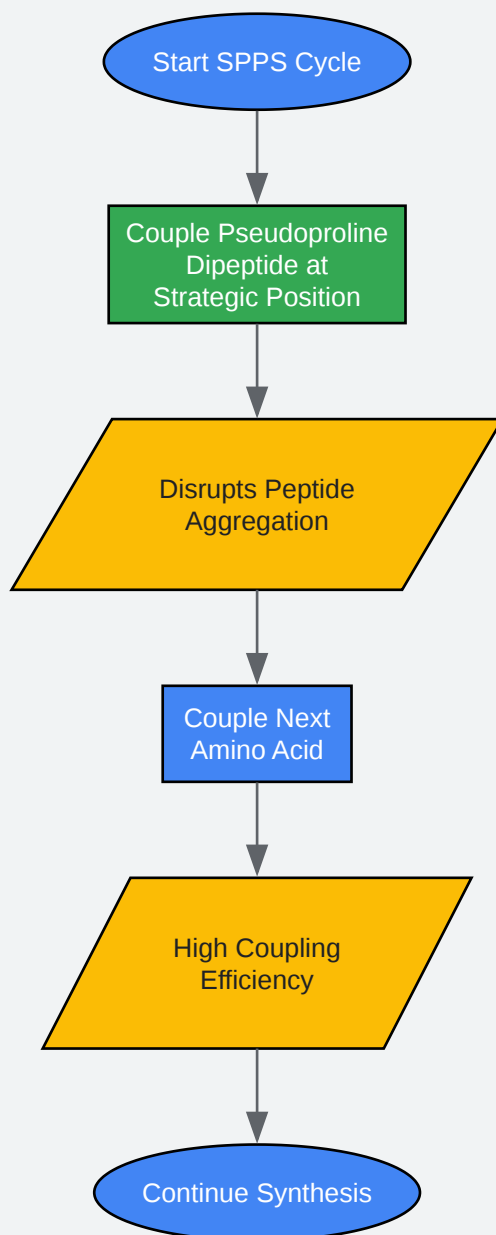 Start SPPS Cycle
Couple Pseudoproline
Dipeptide at
Strategic Position
Disrupts Peptide
Aggregation
Couple Next
Amino Acid
High Coupling
Efficiency
Continue Synthesis